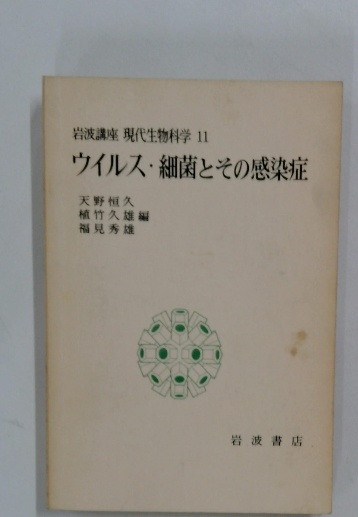 岩波講座 現代生物科学 11
ウイルス・細菌とその感染症
天野恒久
植竹久雄編
福見秀雄
岩波書店